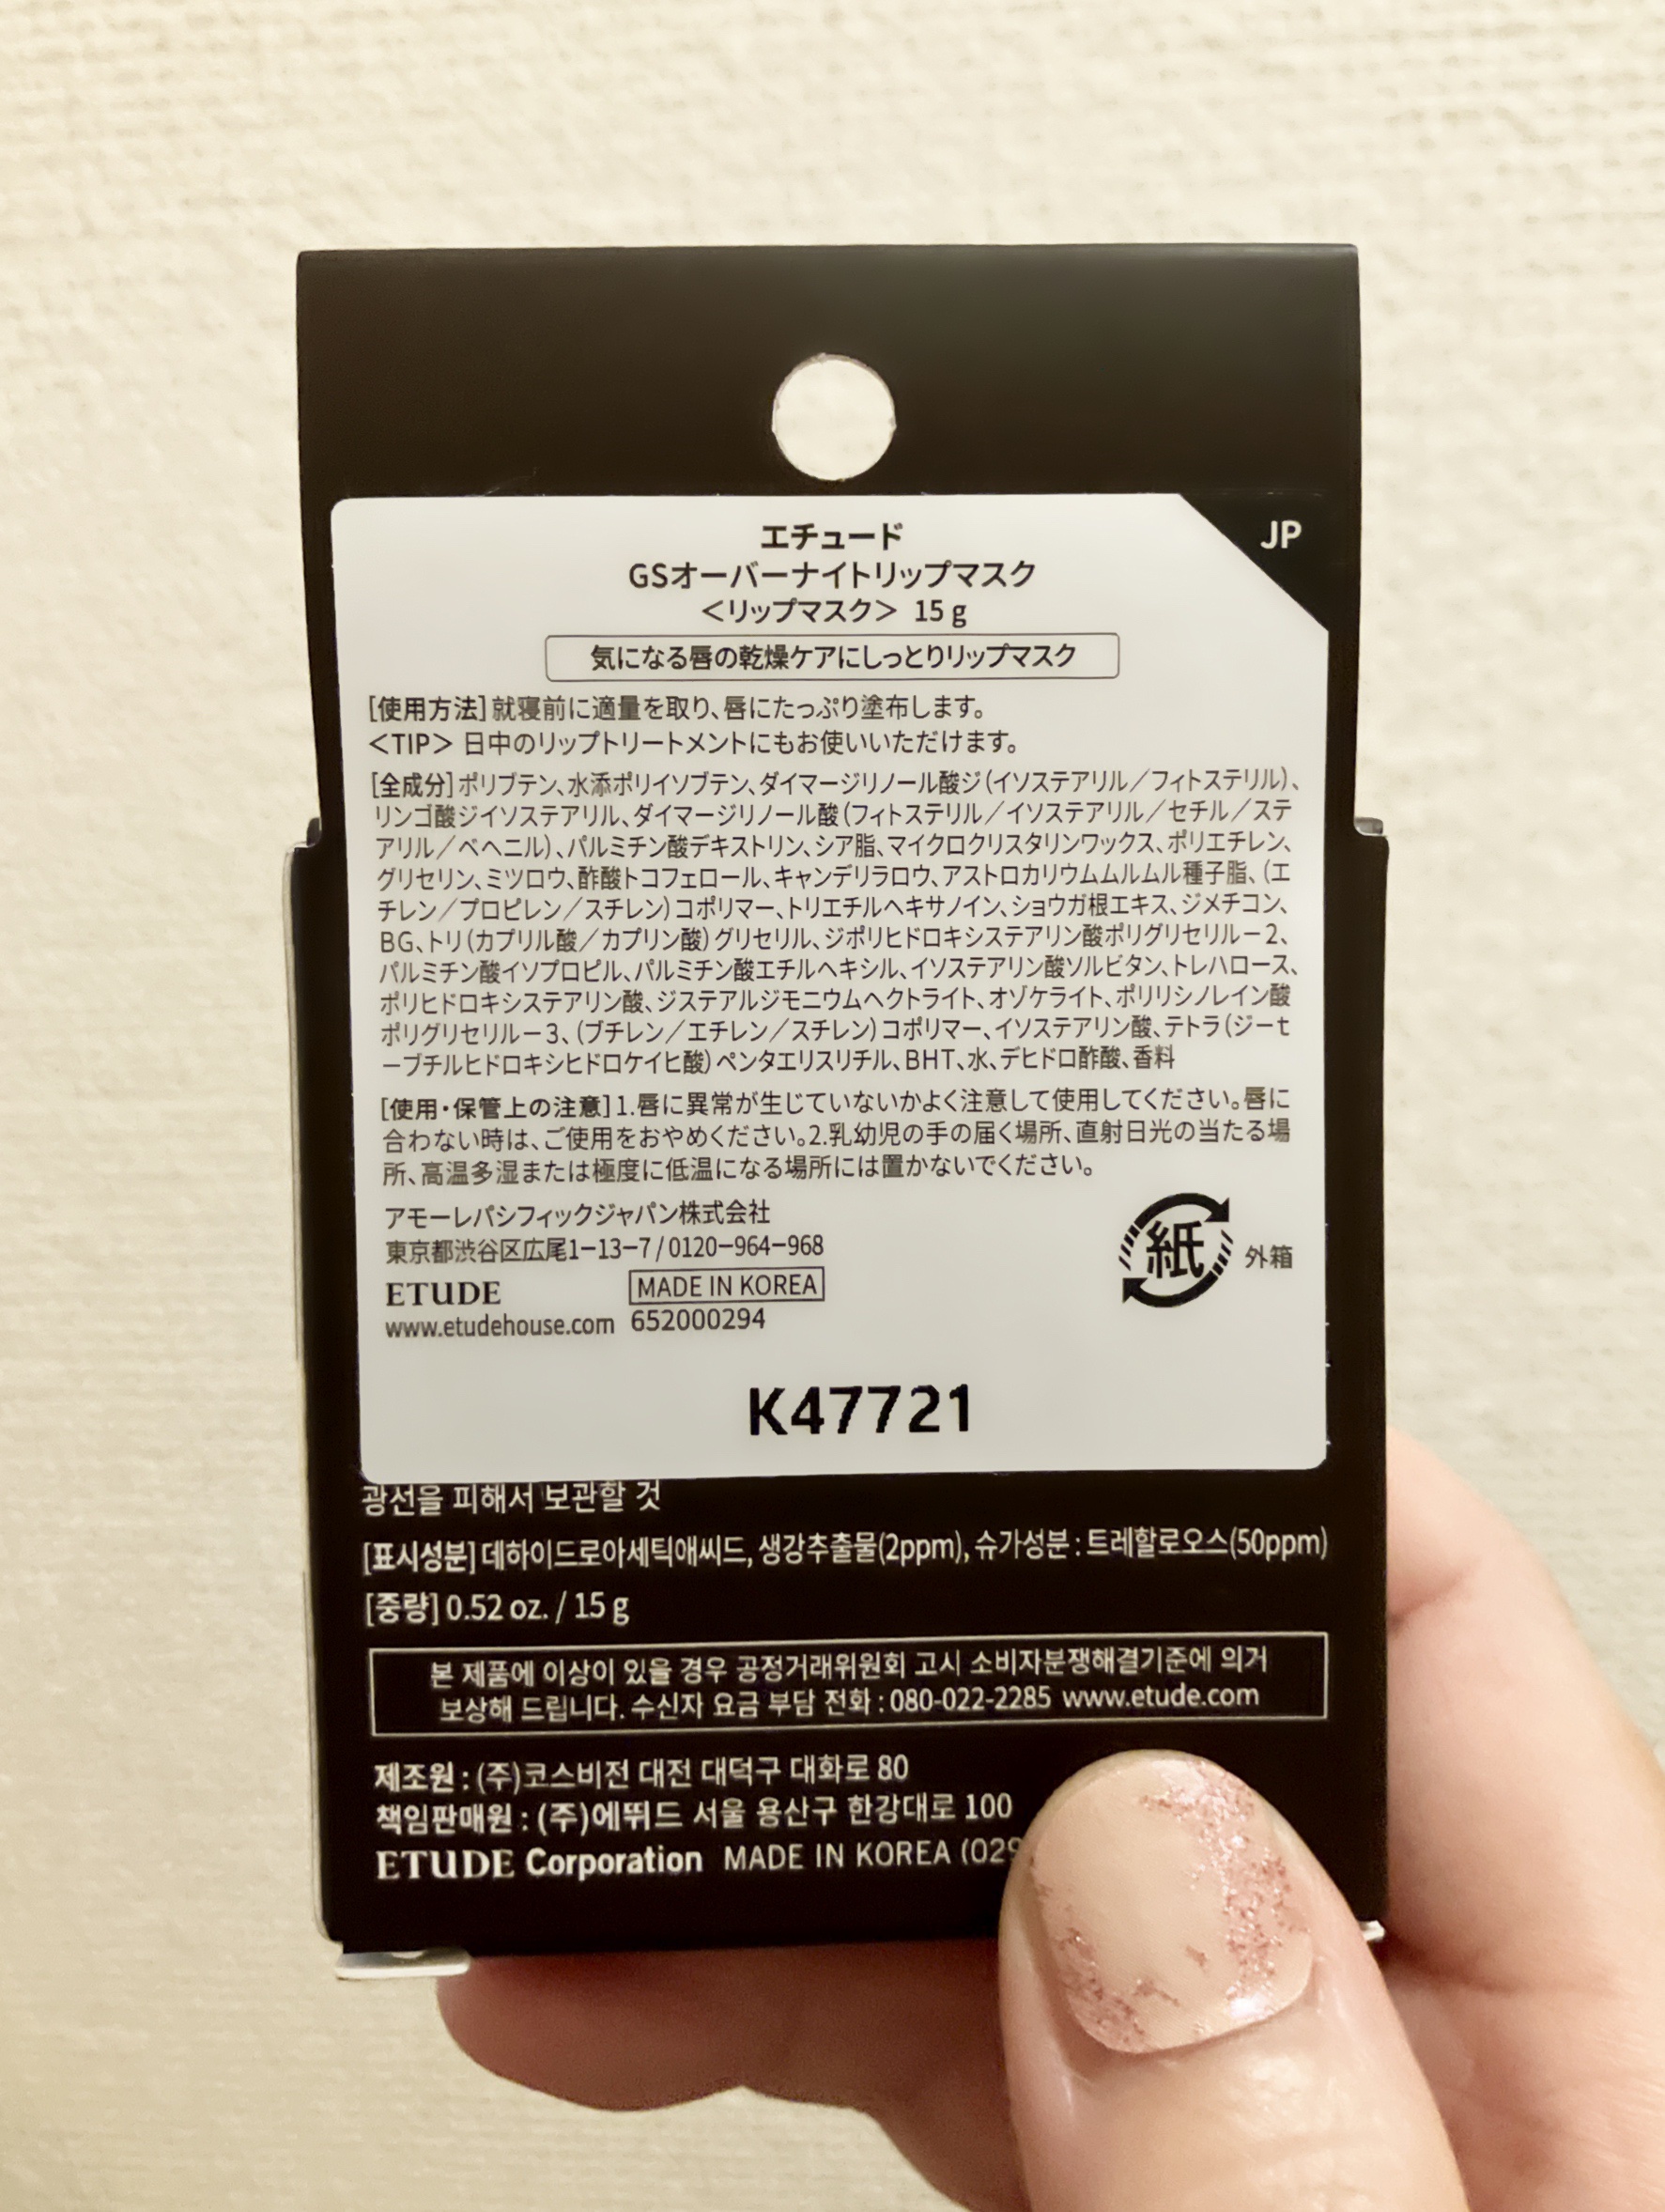 JP
エチュード
GSオーバーナイトリップマスク
＜リップマスク＞ 15 g
気になる唇の乾燥ケアにしっとりリップマスク
[使用方法]就寝前に適量を取り、唇にたっぷり塗布します。
＜TIP＞日中のリップトリートメントにもお使いいただけます。
[全成分]ポリブテン、水添ポリイソブテン、ダイマージリノール酸ジ(イソステアリル／フィトステリル)、
リンゴ酸ジイソステアリル、ダイマージリノール酸(フィトステリル／イソステアリル／セチル／ステ
アリル／ベヘニル)、パルミチン酸デキストリン、シア脂、マイクロクリスタリンワックス、ポリエチレン、
グリセリン、ミツロウ、酢酸トコフェロール、キャンデリラロウ、アストロカリウムムルムル種子脂、(エ
チレン／プロピレン／スチレン)コポリマー、トリエチルヘキサノイン、ショウガ根エキス、ジメチコン、
BG、トリ(カプリル酸／カプリン酸)グリセリル、ジポリヒドロキシステアリン酸ポリグリセリル－2、
パルミチン酸イソプロピル、パルミチン酸エチルヘキシル、イソステアリン酸ソルビタン、トレハロース、
ポリヒドロキシステアリン酸、ジステアルジモニウムヘクトライト、オゾケライト、ポリリシノレイン酸
ポリグリセリル－3、(ブチレン／エチレン／スチレン)コポリマー、イソステアリン酸、テトラ(ジ－t
－ブチルヒドロキシヒドロケイヒ酸)ペンタエリスリチル、BHT、水、デヒドロ酢酸、香料
[使用・保管上の注意]1.唇に異常が生じていないかよく注意して使用してください。唇に
合わない時は、ご使用をおやめください。2.乳幼児の手の届く場所、直射日光の当たる場
所、高温多湿または極度に低温になる場所には置かないでください。
アモーレパシフィックジャパン株式会社
東京都渋谷区広尾1−13−7/0120−964−968
ETUDE MADE IN KOREA
www.etudehouse.com 652000294
紙 外箱
K47721
광선을 피해서 보관할 것
[표시성분] 데하이드로아세틱애씨드, 생강추출물(2ppm), 슈가성분 : 트레할로오스(50ppm)
[중량] 0.52 oz. / 15 g
본 제품에 이상이 있을 경우 공정거래위원회 고시 소비자분쟁해결기준에 의거
보상해 드립니다. 수신자 요금 부담 전화 : 080-022-2285 www.etude.com
제조원 : (주)코스비전 대전 대덕구 대화로 80
책임판매원 : (주)에뛰드 서울 용산구 한강대로 100
ETUDE Corporation MADE IN KOREA (029